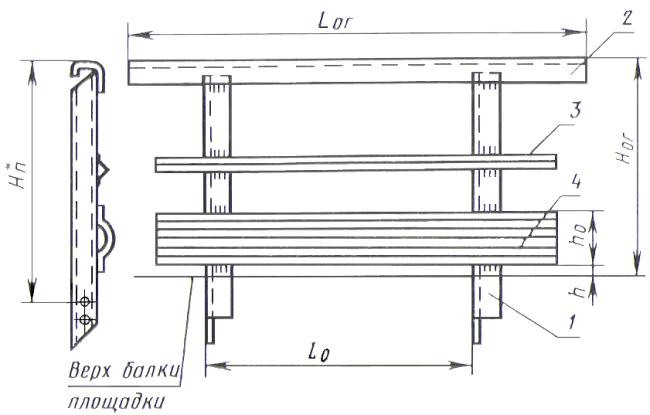 Lог
2
3
Hп*
Hог
4
hо
h
1
lо
Верх балки
площадки